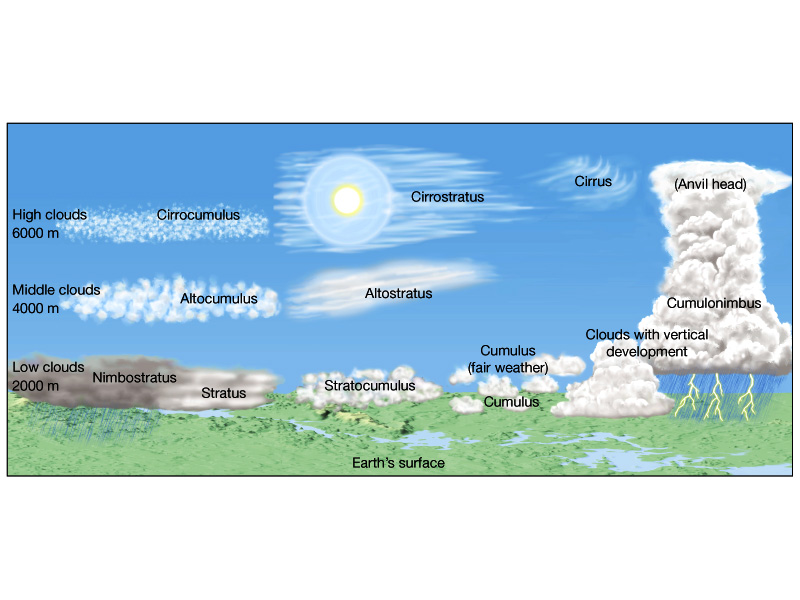 (Anvil head)
Cirrus
Cirrostratus
High clouds
6000 m
Cirrocumulus
Middle clouds
4000 m
Altocumulus
Altostratus
Cumulonimbus
Clouds with vertical
development
Cumulus
(fair weather)
Low clouds
2000 m
Nimbostratus
Stratus
Stratocumulus
Cumulus
Earth's surface